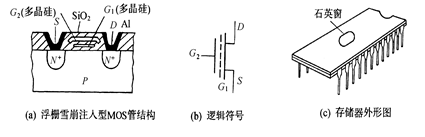 G₂(多晶硅)
SiO₂
G₁(多晶硅)
S
D
Al
N⁺
N⁺
P
(a) 浮栅雪崩注入型MOS管结构
D
G₂
G₁
S
(b) 逻辑符号
石英窗
(c) 存储器外形图